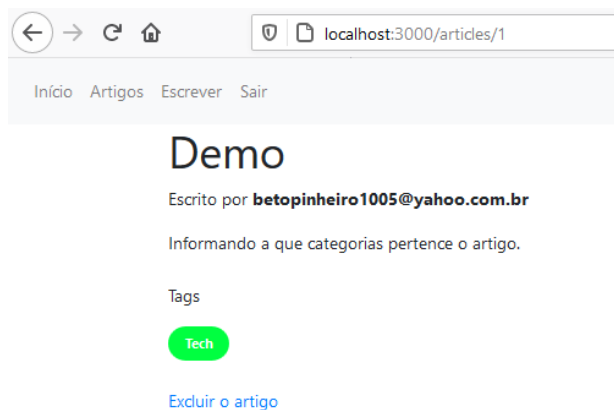 localhost:3000/articles/1
Início Artigos Escrever Sair
Demo
Escrito por betopinheiro1005@yahoo.com.br
Informando a que categorias pertence o artigo.
Tags
Tech
Excluir o artigo